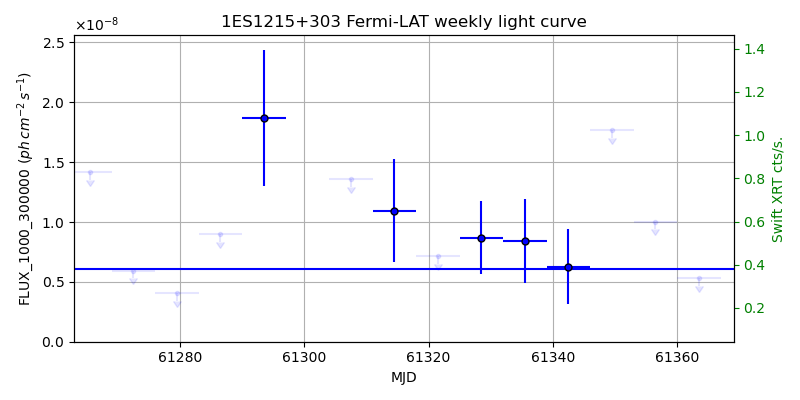 1ES1215+303 Fermi-LAT weekly light curve
×10⁻⁸
2.5
2.0
1.5
1.0
0.5
0.0
FLUX_1000_300000 (ph cm⁻² s⁻¹)
61280 61300 61320 61340 61360
MJD
1.4
1.2
1.0
0.8
0.6
0.4
0.2
Swift XRT cts/s.